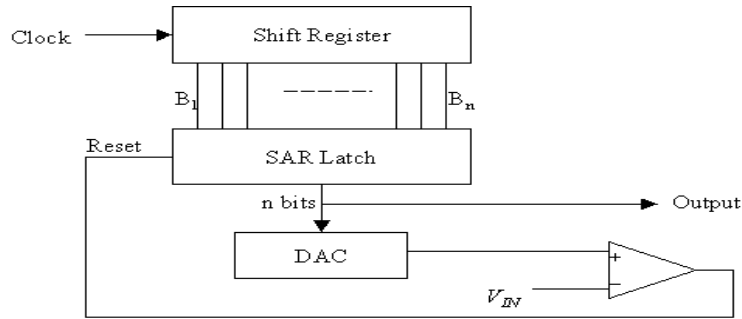 Shift Register
Clock
B1
Bn
Reset
SAR Latch
n bits
Output
DAC
+
−
VIN